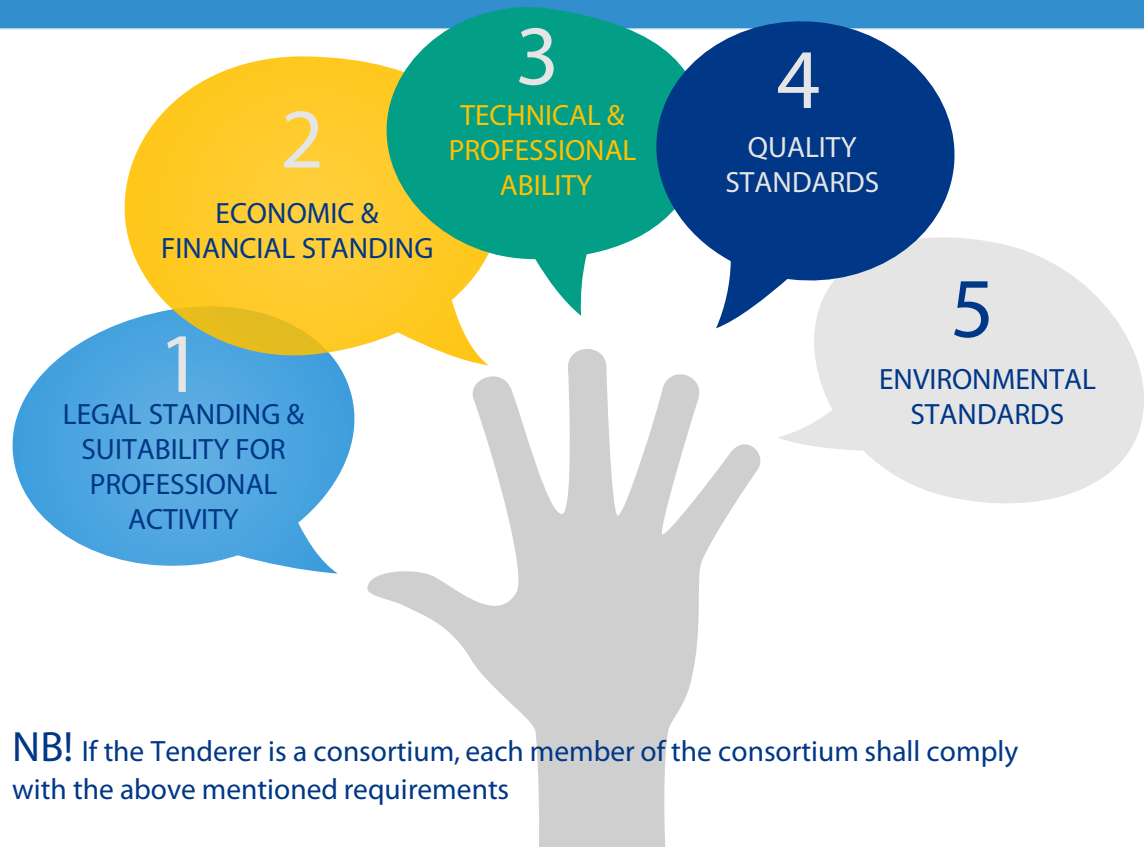 1
LEGAL STANDING &
SUITABILITY FOR
PROFESSIONAL
ACTIVITY
2
ECONOMIC &
FINANCIAL STANDING
3
TECHNICAL &
PROFESSIONAL
ABILITY
4
QUALITY
STANDARDS
5
ENVIRONMENTAL
STANDARDS
NB! If the Tenderer is a consortium, each member of the consortium shall comply
with the above mentioned requirements